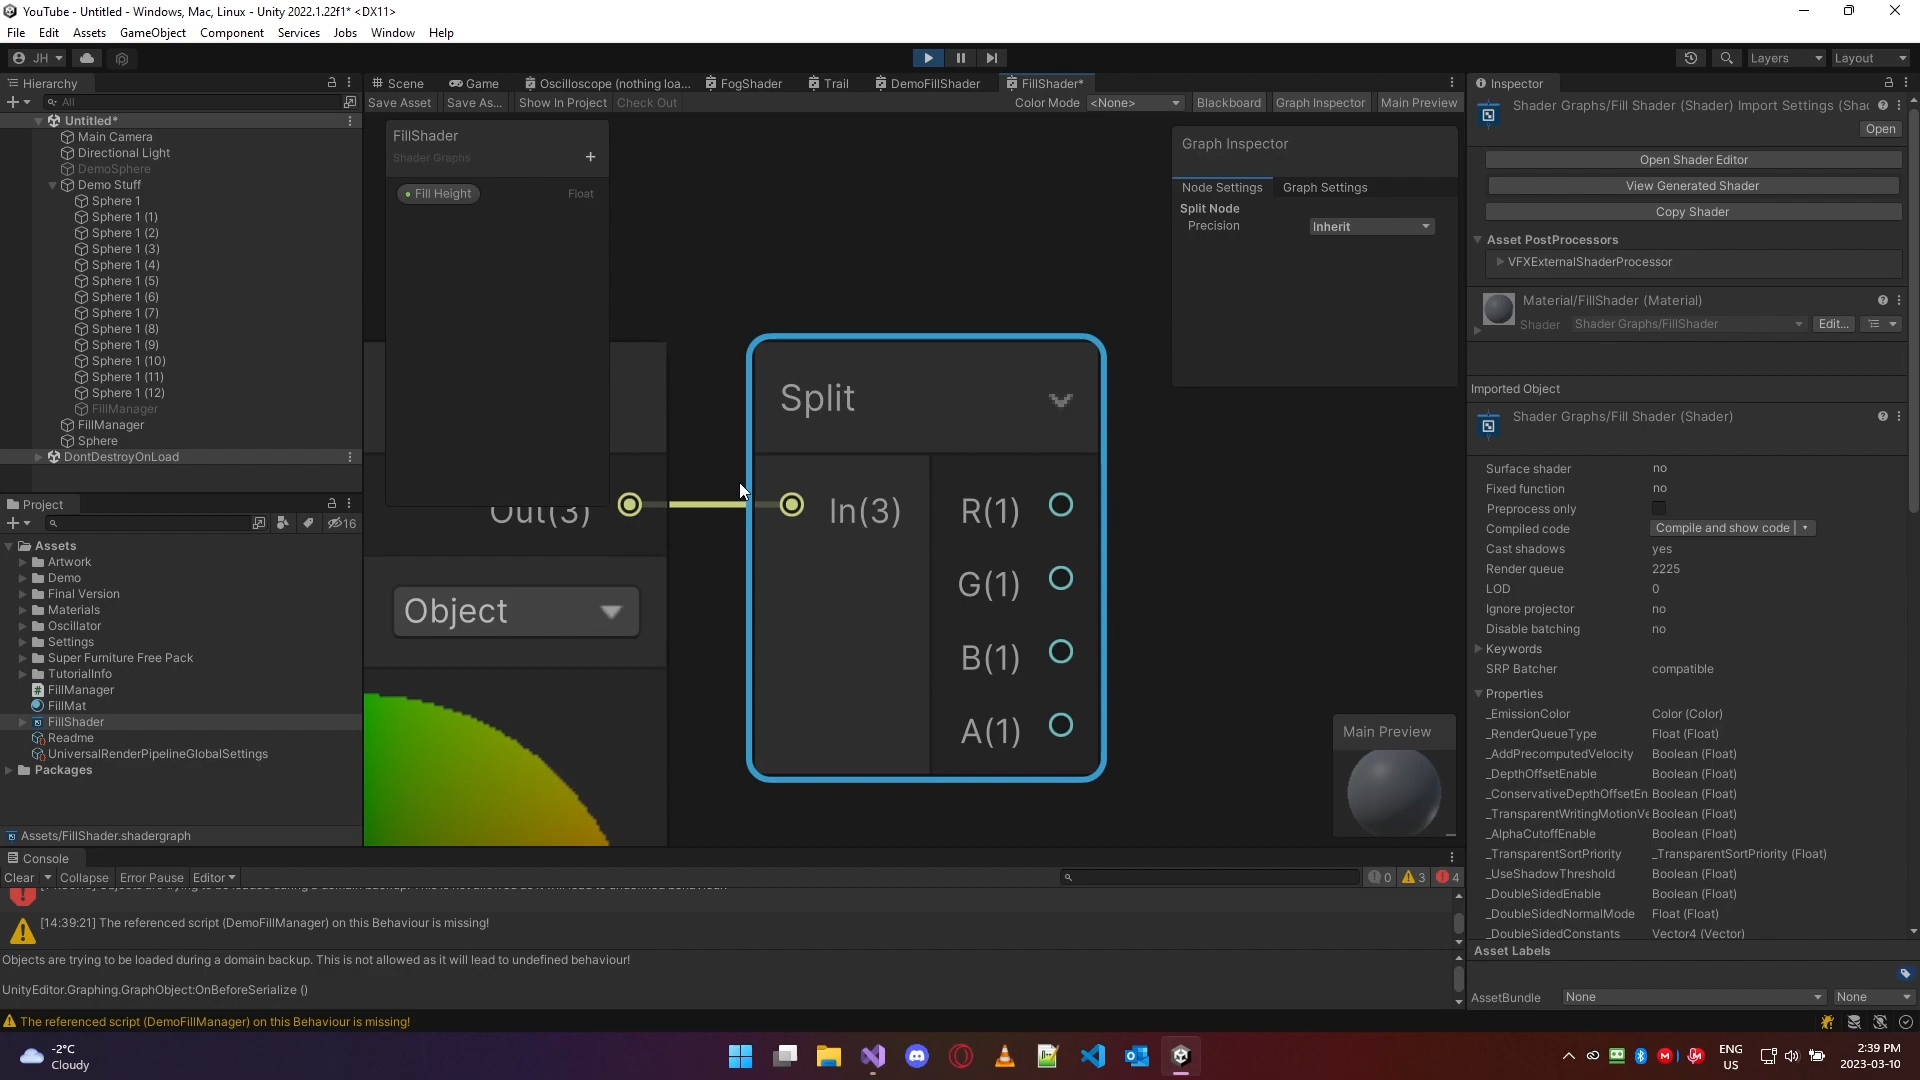 YouTube - Untitled - Windows, Mac, Linux - Unity 2022.1.22f1* <DX11>
File Edit Assets GameObject Component Services Jobs Window Help
JH
Layers
Layout
Hierarchy
All
Untitled*
Main Camera
Directional Light
DemoSphere
Demo Stuff
Sphere 1
Sphere 1 (1)
Sphere 1 (2)
Sphere 1 (3)
Sphere 1 (4)
Sphere 1 (5)
Sphere 1 (6)
Sphere 1 (7)
Sphere 1 (8)
Sphere 1 (9)
Sphere 1 (10)
Sphere 1 (11)
Sphere 1 (12)
FillManager
FillManager
Sphere
DontDestroyOnLoad
Project
16
Assets
Artwork
Demo
Final Version
Materials
Oscillator
Settings
Super Furniture Free Pack
TutorialInfo
FillManager
FillMat
FillShader
Readme
UniversalRenderPipelineGlobalSettings
Packages
Assets/FillShader.shadergraph
Scene Game Oscilloscope (nothing loa... FogShader Trail DemoFillShader FillShader*
Save Asset Save As... Show In Project Check Out Color Mode <None> Blackboard Graph Inspector Main Preview
FillShader
Shader Graphs
Fill Height Float
Out(3)
Object
Split
In(3)
R(1)
G(1)
B(1)
A(1)
Graph Inspector
Node Settings Graph Settings
Split Node
Precision Inherit
Main Preview
Inspector
Shader Graphs/Fill Shader (Shader) Import Settings (Shac
Open
Open Shader Editor
View Generated Shader
Copy Shader
Asset PostProcessors
VFXExternalShaderProcessor
Material/FillShader (Material)
Shader Shader Graphs/FillShader Edit...
Imported Object
Shader Graphs/Fill Shader (Shader)
Surface shader no
Fixed function no
Preprocess only
Compiled code Compile and show code
Cast shadows yes
Render queue 2225
LOD 0
Ignore projector no
Disable batching no
Keywords
SRP Batcher compatible
Properties
_EmissionColor Color (Color)
_RenderQueueType Float (Float)
_AddPrecomputedVelocity Boolean (Float)
_DepthOffsetEnable Boolean (Float)
_ConservativeDepthOffsetEn Boolean (Float)
_TransparentWritingMotionVe Boolean (Float)
_AlphaCutoffEnable Boolean (Float)
_TransparentSortPriority _TransparentSortPriority (Float)
_UseShadowThreshold Boolean (Float)
_DoubleSidedEnable Boolean (Float)
_DoubleSidedNormalMode Float (Float)
_DoubleSidedConstants Vector4 (Vector)
Asset Labels
AssetBundle None None
Console
Clear Collapse Error Pause Editor
0 3 4
[14:39:21] The referenced script (DemoFillManager) on this Behaviour is missing!
Objects are trying to be loaded during a domain backup. This is not allowed as it will lead to undefined behaviour!
UnityEditor.Graphing.GraphObject:OnBeforeSerialize ()
The referenced script (DemoFillManager) on this Behaviour is missing!
-2°C
Cloudy
ENG
US
2:39 PM
2023-03-10